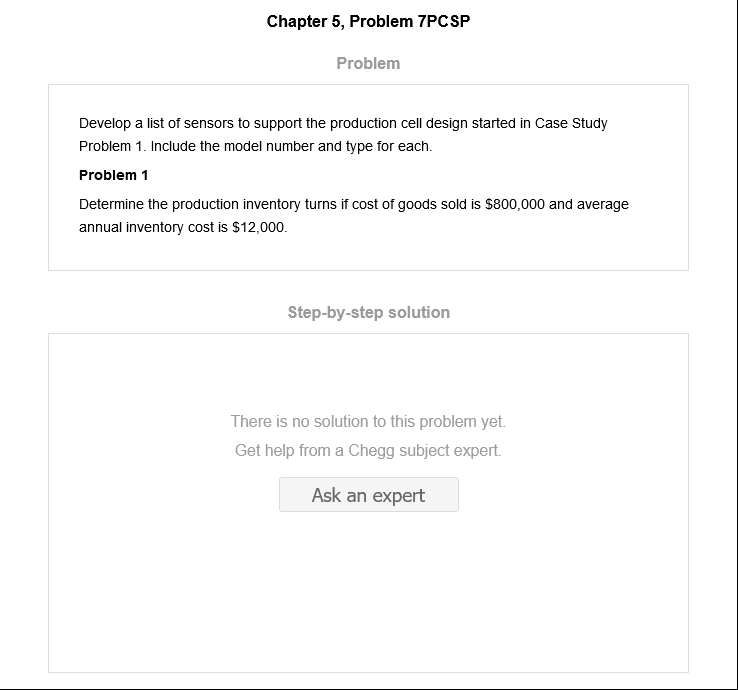 Chapter 5, Problem 7PCSP
Problem
Develop a list of sensors to support the production cell design started in Case Study
Problem 1. Include the model number and type for each.
Problem 1
Determine the production inventory turns if cost of goods sold is $800,000 and average
annual inventory cost is $12,000.
Step-by-step solution
There is no solution to this problem yet.
Get help from a Chegg subject expert.
Ask an expert